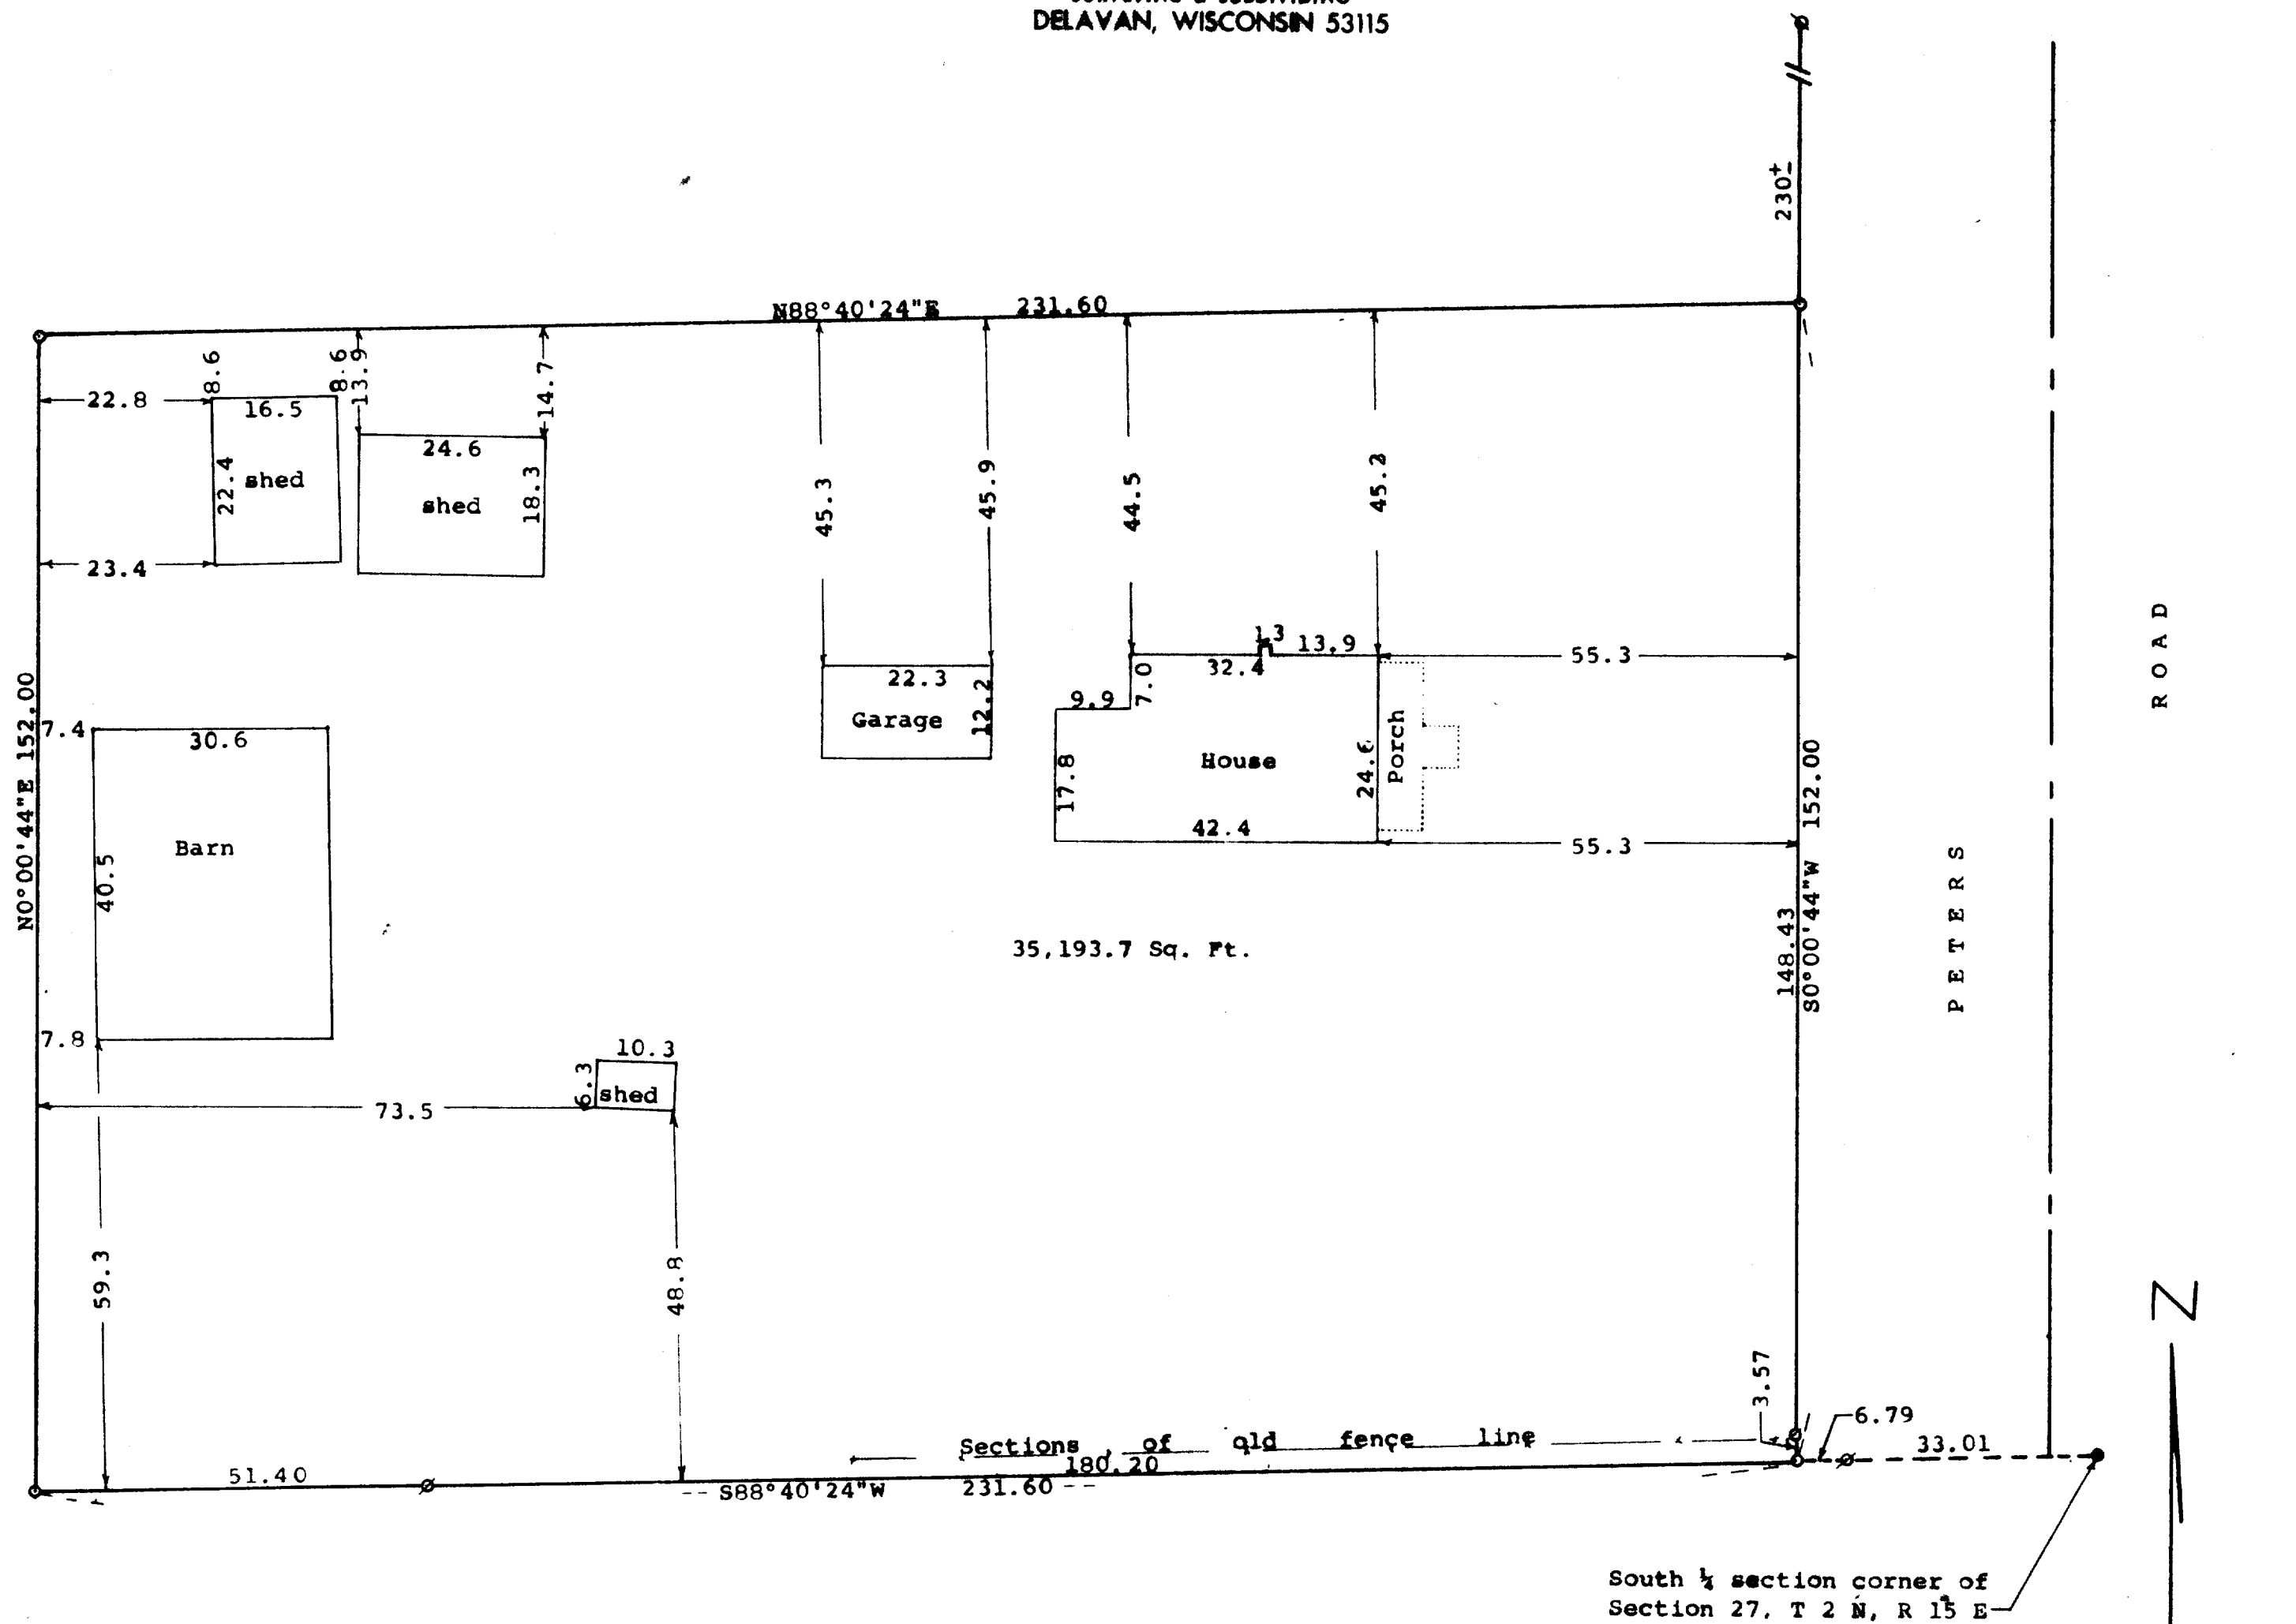 DELAVAN, WISCONSIN 53115
230±
N88°40'24"E 231.60
8.6
8.6
13.9
14.7
22.8
16.5
24.6
22.4
shed
18.3
shed
23.4
45.3
45.9
44.5
45.2
1.3
13.9
32.4
55.3
7.0
9.9
22.3
12.2
Garage
House
Porch
17.8
24.6
42.4
55.3
N0°00'44"E 152.00
7.4
30.6
Barn
40.5
7.8
35,193.7 Sq. Ft.
148.43
S0°00'44"W 152.00
PETERS
ROAD
10.3
6.3
shed
73.5
59.3
48.8
N
3.57
6.79
33.01
Sections of old fence line
51.40
180.20
S88°40'24"W 231.60
South ¼ section corner of
Section 27, T 2 N, R 15 E